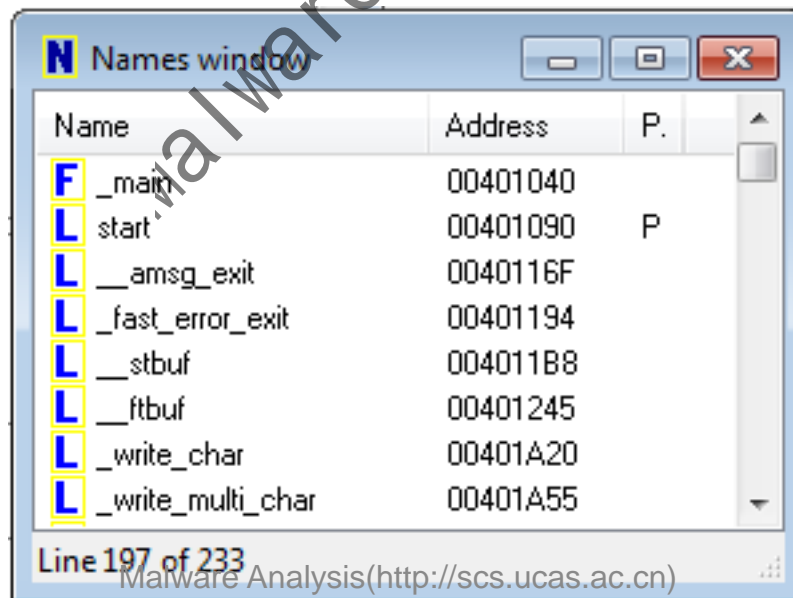 Malware
N Names window
Name Address P.
F _main 00401040
L start 00401090 P
L __amsg_exit 0040116F
L _fast_error_exit 00401194
L __stbuf 004011B8
L __ftbuf 00401245
L _write_char 00401A20
L _write_multi_char 00401A55
Line 197 of 233
Malware Analysis(http://scs.ucas.ac.cn)